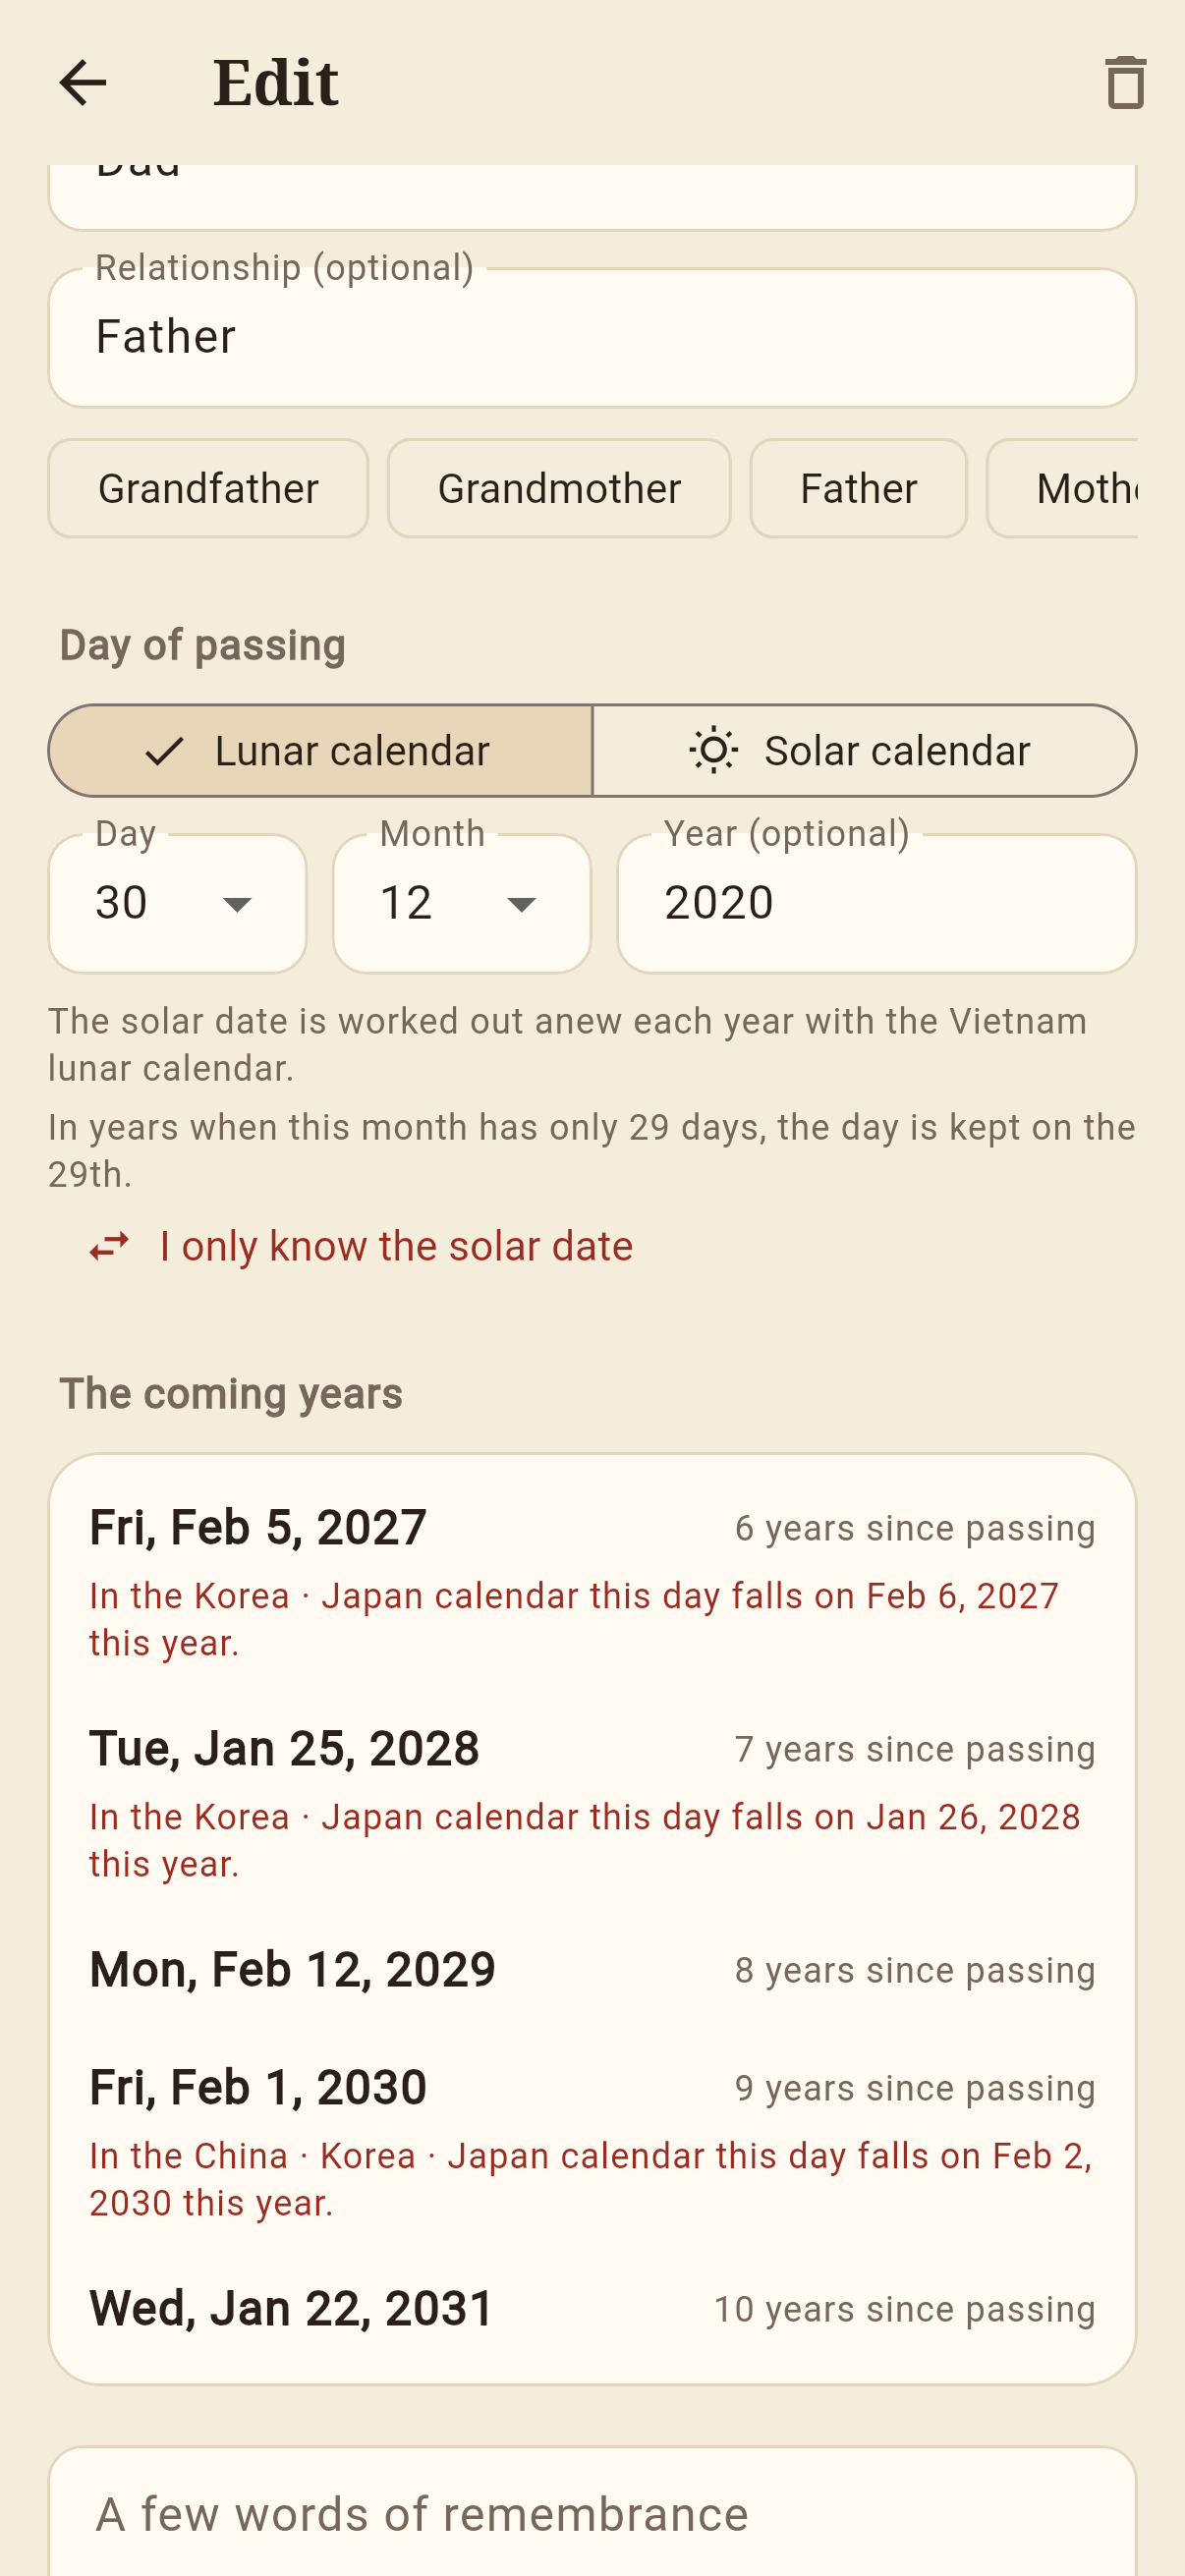 Edit
Dad
Relationship (optional)
Father
Grandfather
Grandmother
Father
Mothe
Day of passing
Lunar calendar
Solar calendar
Day
30
Month
12
Year (optional)
2020
The solar date is worked out anew each year with the Vietnam
lunar calendar.
In years when this month has only 29 days, the day is kept on the
29th.
I only know the solar date
The coming years
Fri, Feb 5, 2027
6 years since passing
In the Korea · Japan calendar this day falls on Feb 6, 2027
this year.
Tue, Jan 25, 2028
7 years since passing
In the Korea · Japan calendar this day falls on Jan 26, 2028
this year.
Mon, Feb 12, 2029
8 years since passing
Fri, Feb 1, 2030
9 years since passing
In the China · Korea · Japan calendar this day falls on Feb 2,
2030 this year.
Wed, Jan 22, 2031
10 years since passing
A few words of remembrance